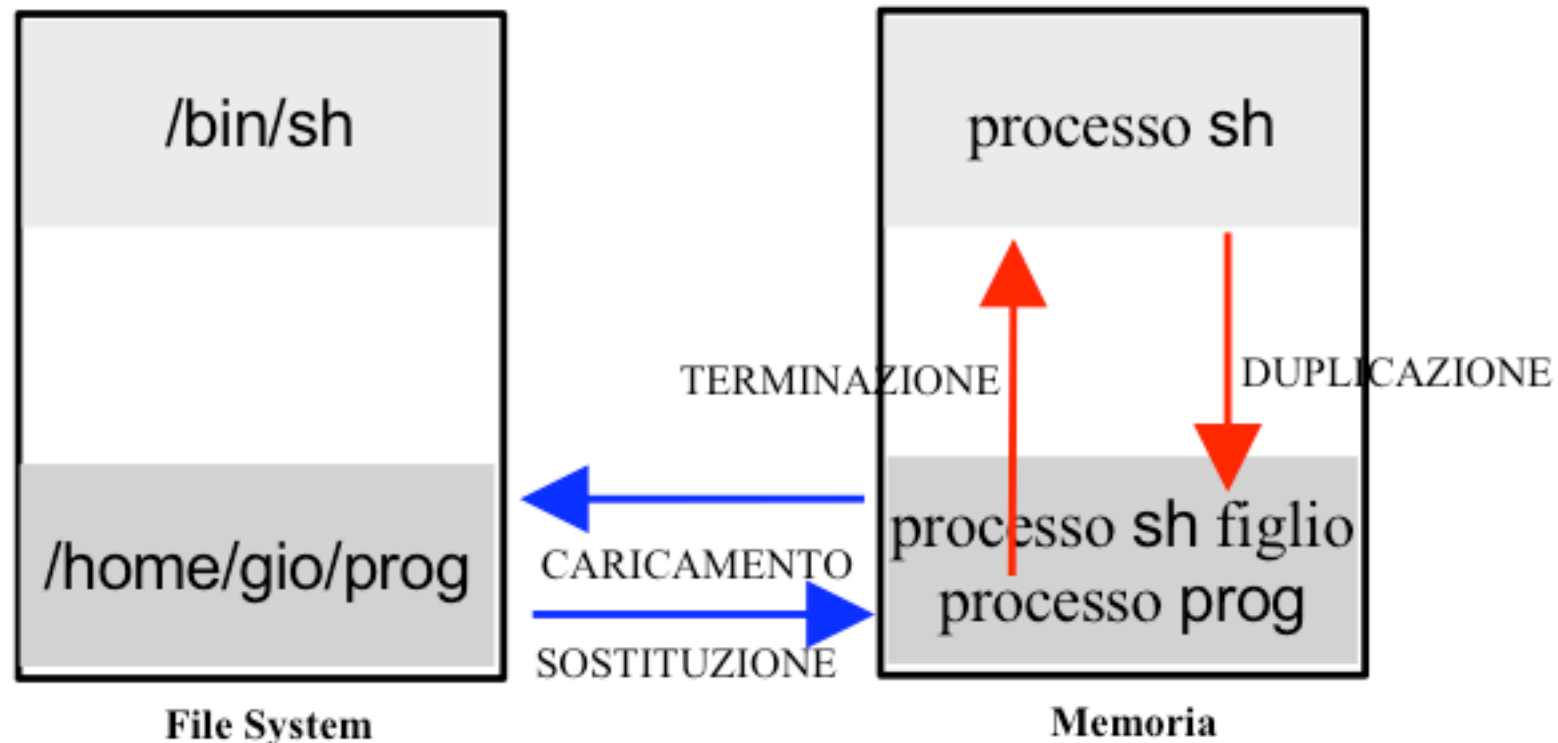 /bin/sh
processo sh
TERMINAZIONE
DUPLICAZIONE
/home/gio/prog
CARICAMENTO
SOSTITUZIONE
processo sh figlio
processo prog
File System
Memoria